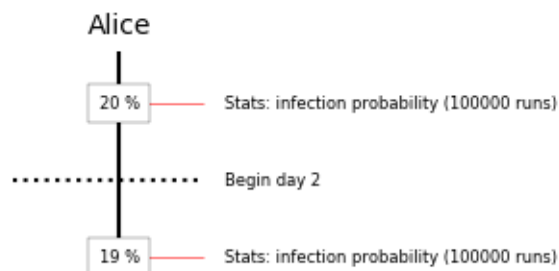 Alice
20 % Stats: infection probability (100000 runs)
Begin day 2
19 % Stats: infection probability (100000 runs)